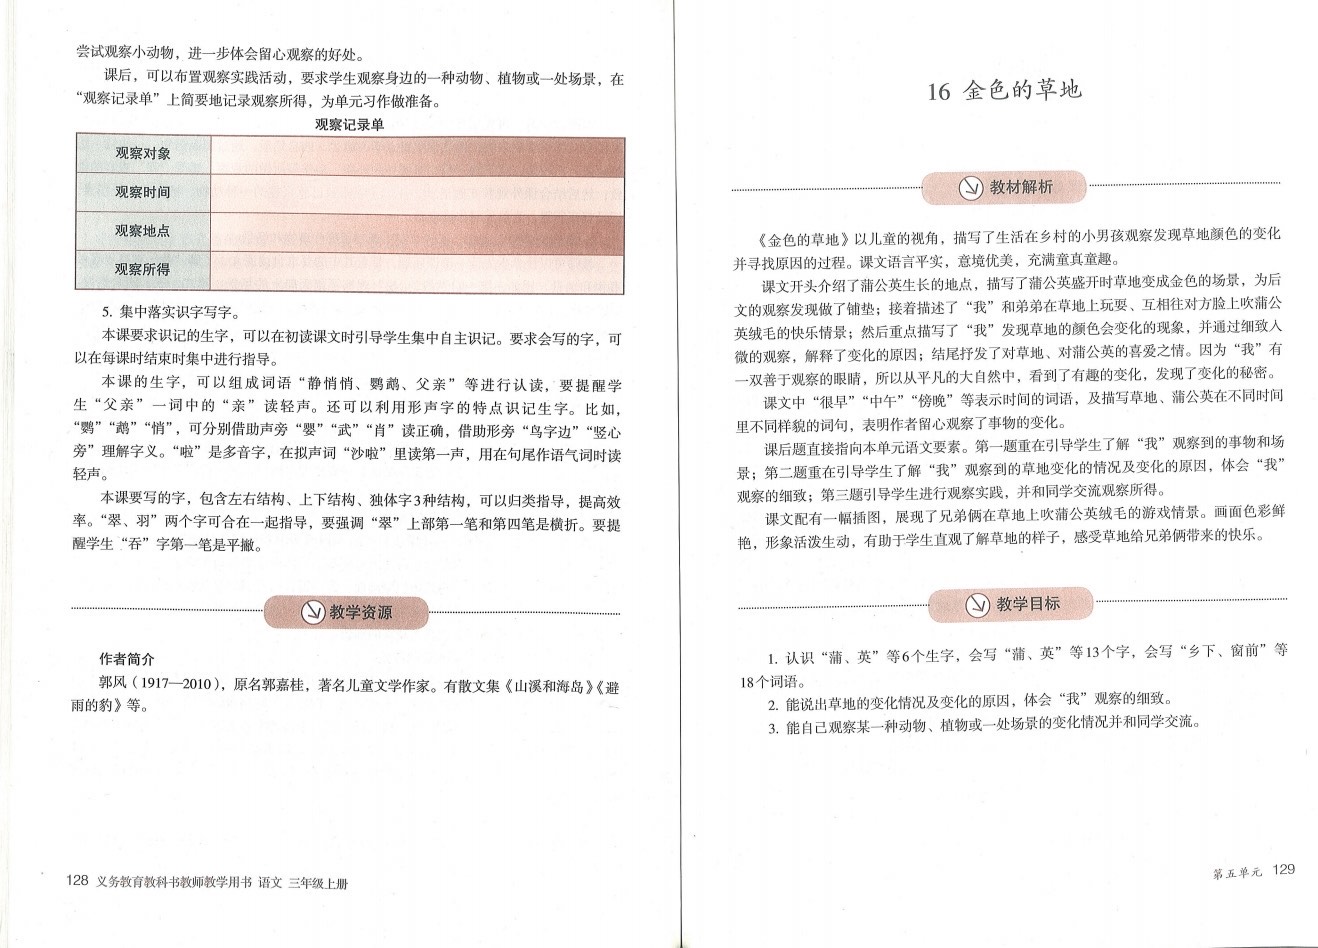 尝试观察小动物，进一步体会留心观察的好处。
课后，可以布置观察实践活动，要求学生观察身边的一种动物、植物或一处场景，在
“观察记录单”上简要地记录观察所得，为单元习作做准备。
观察记录单
观察对象
观察时间
观察地点
观察所得
5. 集中落实识字写字。
本课要求识记的生字，可以在初读课文时引导学生集中自主识记。要求会写的字，可
以在每课时结束时集中进行指导。
本课的生字，可以组成词语“静悄悄、鹦鹉、父亲”等进行认读，要提醒学
生“父亲”一词中的“亲”读轻声。还可以利用形声字的特点识记生字。比如，
“鹦”“鹉”“悄”，可分别借助声旁“婴”“武”“肖”读正确，借助形旁“鸟字边”“竖心
旁”理解字义。“啦”是多音字，在拟声词“沙啦”里读第一声，用在句尾作语气词时读
轻声。
本课要写的字，包含左右结构、上下结构、独体字3种结构，可以归类指导，提高效
率。“翠、羽”两个字可合在一起指导，要强调“翠”上部第一笔和第四笔是横折。要提
醒学生“吞”字第一笔是平撇。
教学资源
作者简介
郭风（1917—2010），原名郭嘉桂，著名儿童文学作家。有散文集《山溪和海岛》《避
雨的豹》等。
128 义务教育教科书教师教学用书 语文 三年级上册
16 金色的草地
教材解析
《金色的草地》以儿童的视角，描写了生活在乡村的小男孩观察发现草地颜色的变化
并寻找原因的过程。课文语言平实，意境优美，充满童真童趣。
课文开头介绍了蒲公英生长的地点，描写了蒲公英盛开时草地变成金色的场景，为后
文的观察发现做了铺垫；接着描述了“我”和弟弟在草地上玩耍、互相往对方脸上吹蒲公
英绒毛的快乐情景；然后重点描写了“我”发现草地的颜色会变化的现象，并通过细致入
微的观察，解释了变化的原因；结尾抒发了对草地、对蒲公英的喜爱之情。因为“我”有
一双善于观察的眼睛，所以从平凡的大自然中，看到了有趣的变化，发现了变化的秘密。
课文中“很早”“中午”“傍晚”等表示时间的词语，及描写草地、蒲公英在不同时间
里不同样貌的词句，表明作者留心观察了事物的变化。
课后题直接指向本单元语文要素。第一题重在引导学生了解“我”观察到的事物和场
景；第二题重在引导学生了解“我”观察到的草地变化的情况及变化的原因，体会“我”
观察的细致；第三题引导学生进行观察实践，并和同学交流观察所得。
课文配有一幅插图，展现了兄弟俩在草地上吹蒲公英绒毛的游戏情景。画面色彩鲜
艳，形象活泼生动，有助于学生直观了解草地的样子，感受草地给兄弟俩带来的快乐。
教学目标
1. 认识“蒲、英”等6个生字，会写“蒲、英”等13个字，会写“乡下、窗前”等
18个词语。
2. 能说出草地的变化情况及变化的原因，体会“我”观察的细致。
3. 能自己观察某一种动物、植物或一处场景的变化情况并和同学交流。
第五单元 129